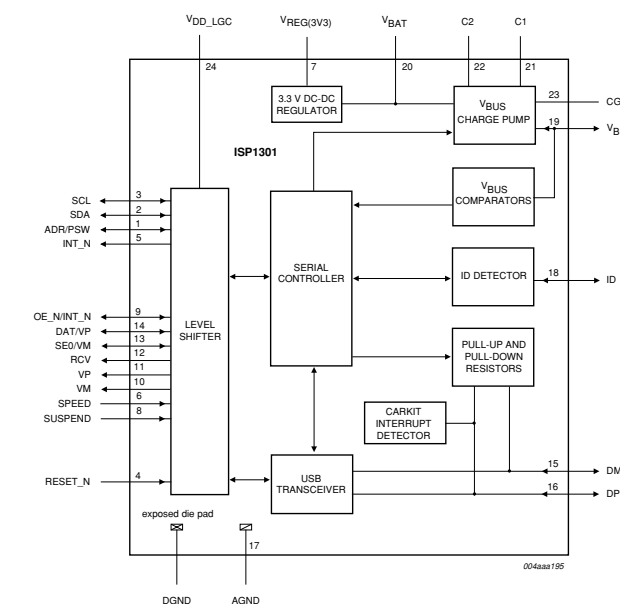 VDD_LGC
VREG(3V3)
VBAT
C2
C1
24
7
20
22
21
3.3 V DC-DC
REGULATOR
VBUS
CHARGE PUMP
23
CG
19
VB
ISP1301
SCL
3
SDA
2
ADR/PSW
1
INT_N
5
VBUS
COMPARATORS
SERIAL
CONTROLLER
ID DETECTOR
18
ID
OE_N/INT_N
9
DAT/VP
14
SE0/VM
13
RCV
12
VP
11
VM
10
SPEED
6
SUSPEND
8
LEVEL
SHIFTER
PULL-UP AND
PULL-DOWN
RESISTORS
CARKIT
INTERRUPT
DETECTOR
RESET_N
4
USB
TRANSCEIVER
15
DM
16
DP
exposed die pad
17
004aaa195
DGND
AGND